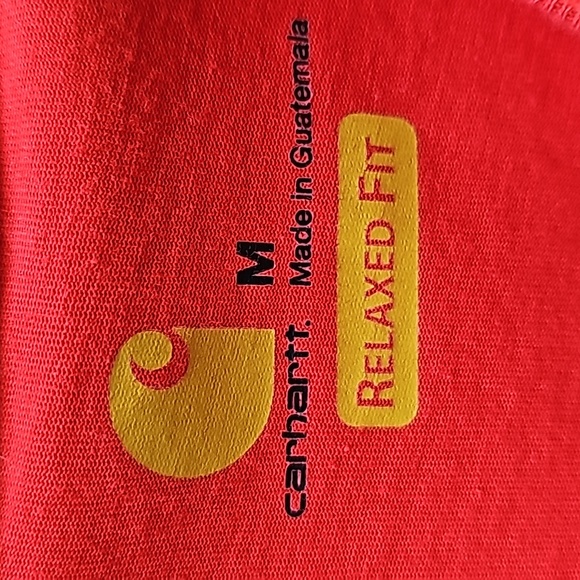 M
carhartt.
Made in Guatemala
RELAXED FIT